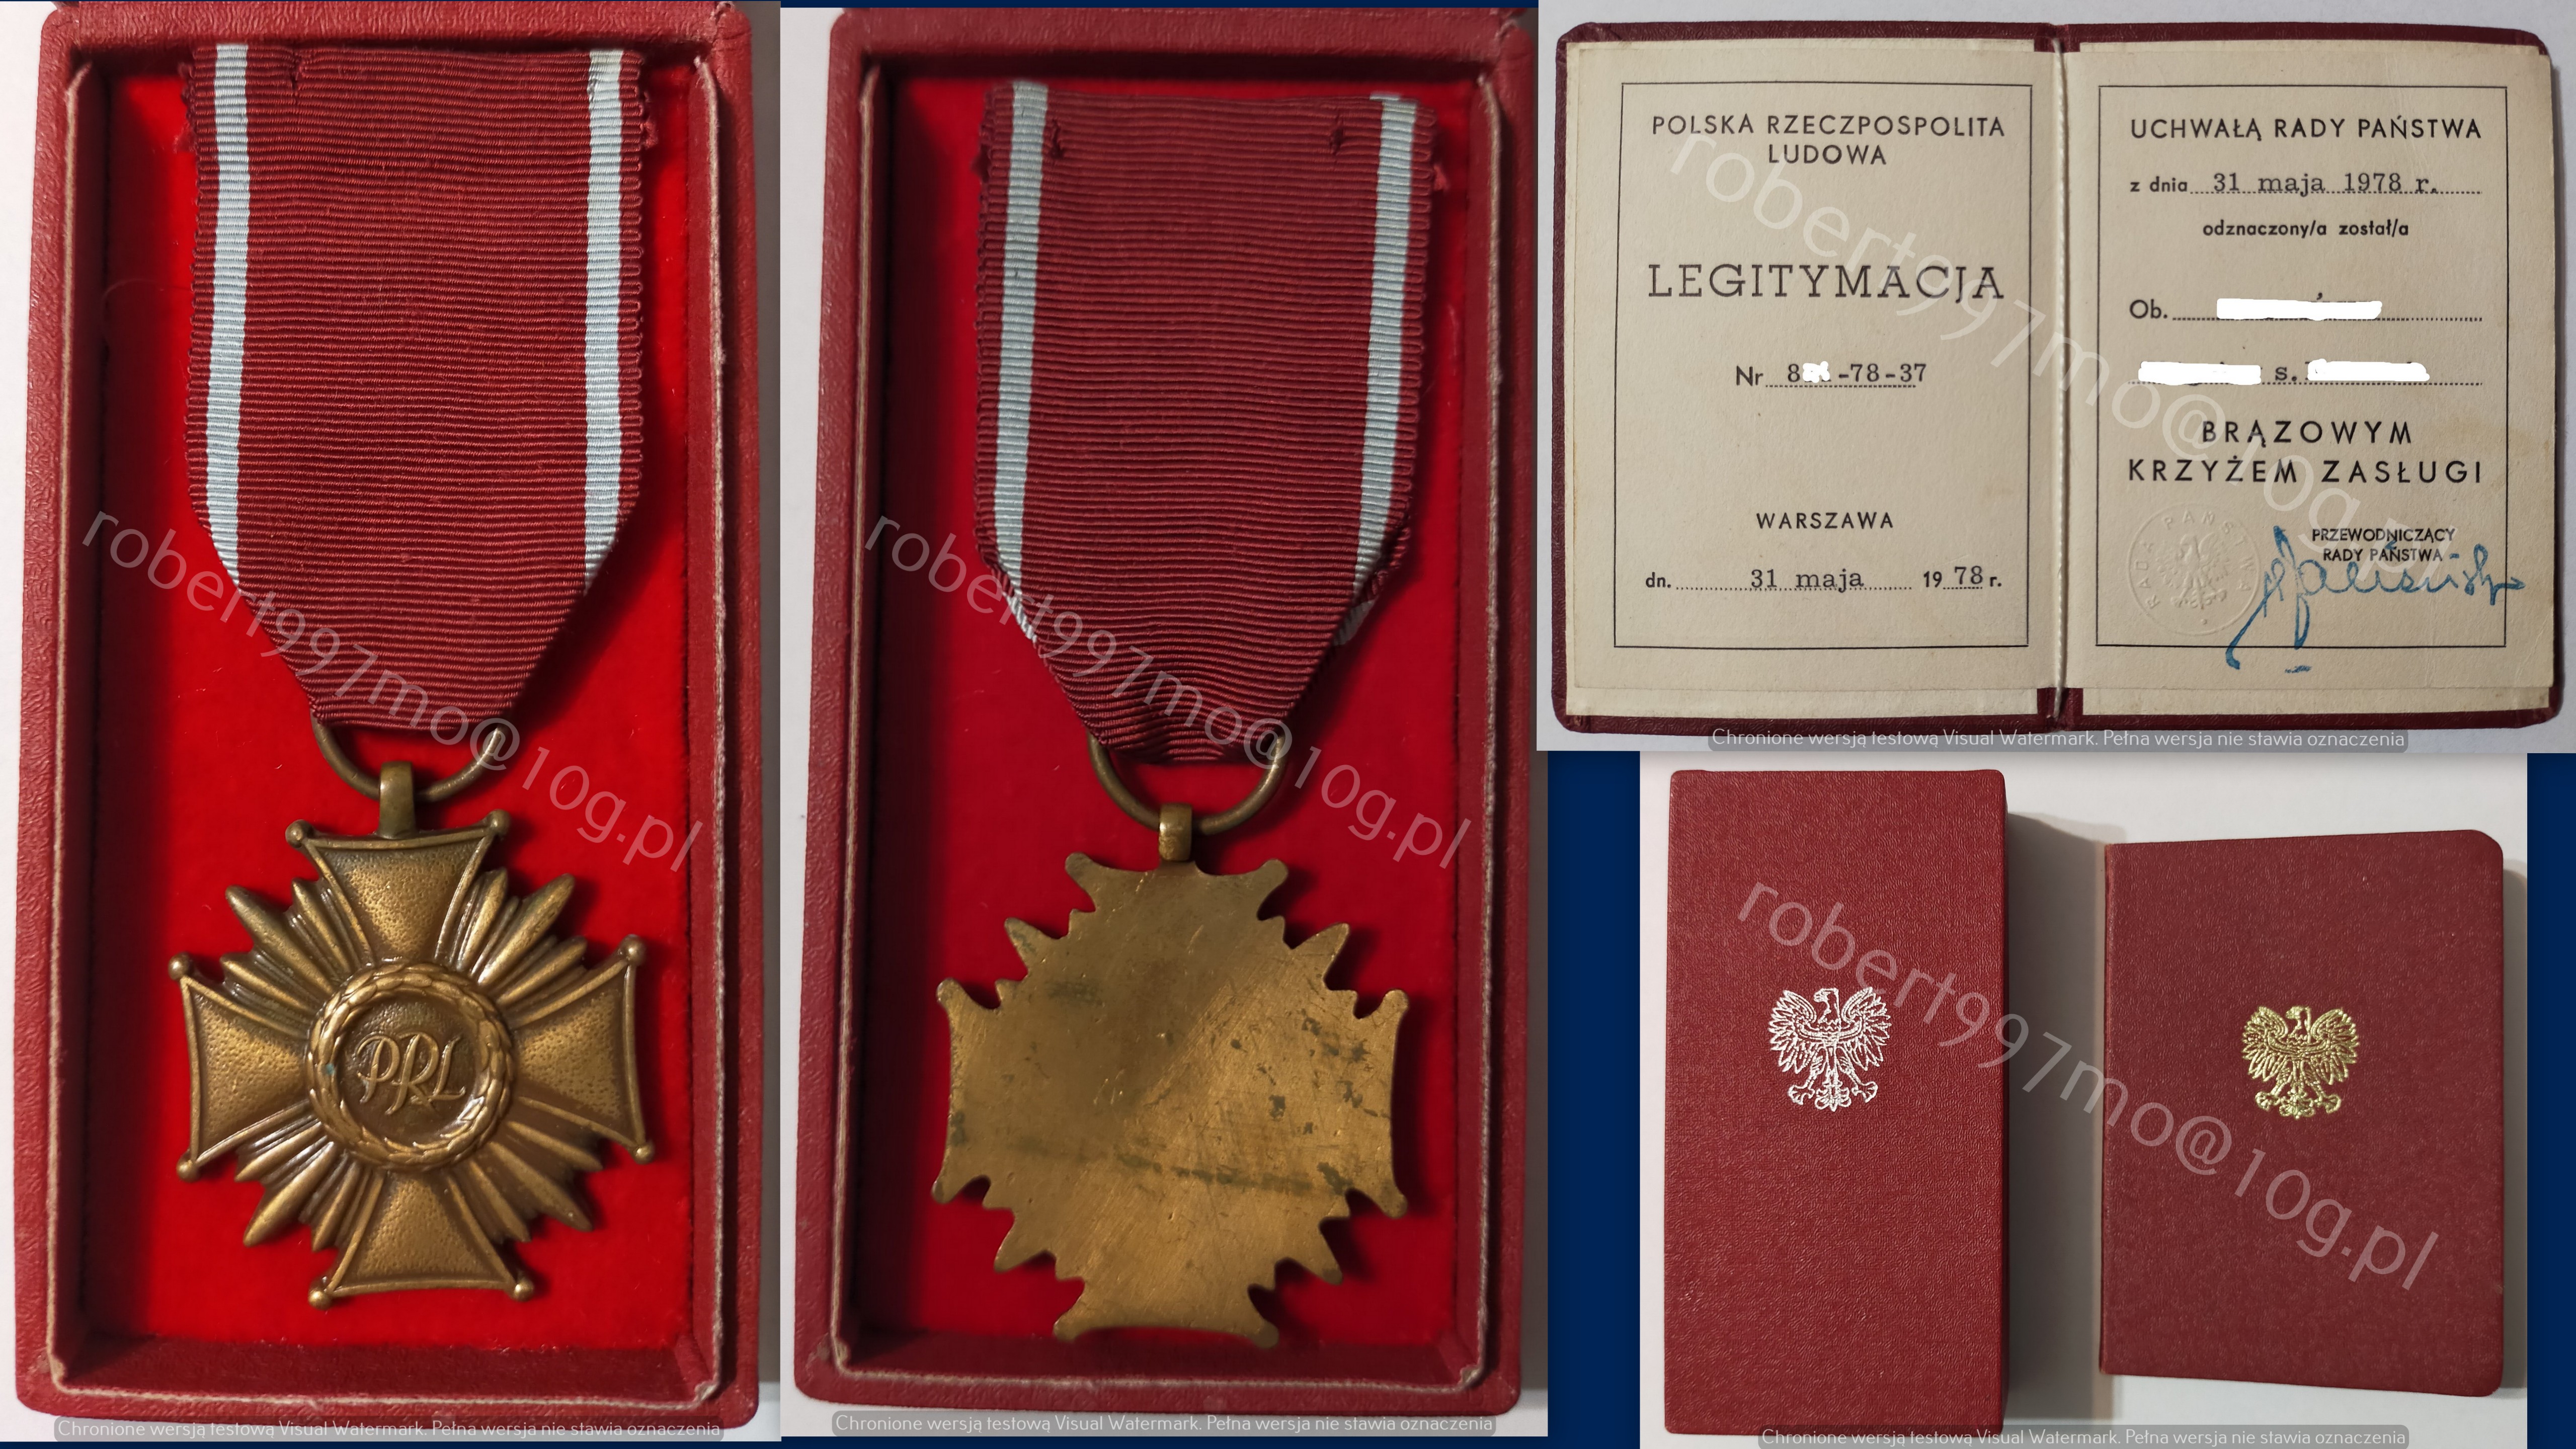 PRL
robert997mo@10g.pl
Chronione wersją testową Visual Watermark. Pełna wersja nie stawia oznaczenia
robert997mo@10g.pl
Chronione wersją testową Visual Watermark. Pełna wersja nie stawia oznaczenia
POLSKA RZECZPOSPOLITA
LUDOWA
LEGITYMACJA
Nr 8 -78-37
WARSZAWA
dn. 31 maja 1978 r.
UCHWAŁĄ RADY PAŃSTWA
z dnia 31 maja 1978 r.
odznaczony/a został/a
Ob.
s.
BRĄZOWYM
KRZYŻEM ZASŁUGI
PRZEWODNICZĄCY
RADY PAŃSTWA
RADA PAŃSTWA
robert997mo@10g.pl
Chronione wersją testową Visual Watermark. Pełna wersja nie stawia oznaczenia
robert997mo@10g.pl
Chronione wersją testową Visual Watermark. Pełna wersja nie stawia oznaczenia